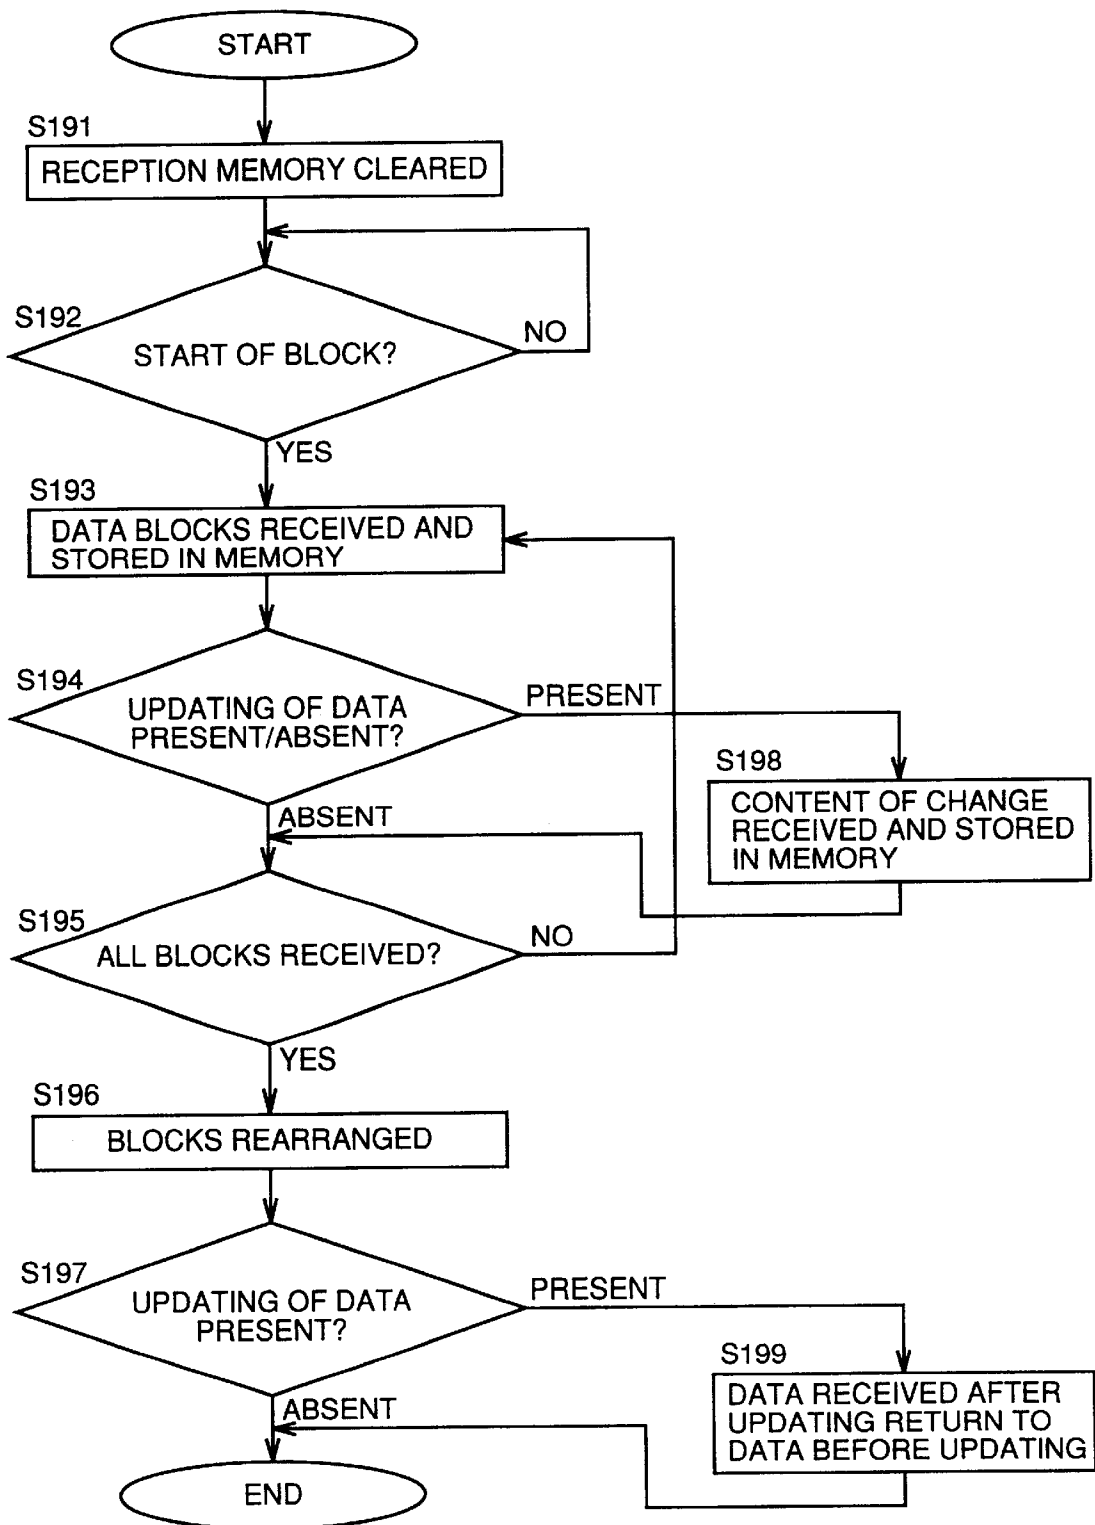 START
S191
RECEPTION MEMORY CLEARED
S192
START OF BLOCK?
NO
YES
S193
DATA BLOCKS RECEIVED AND
STORED IN MEMORY
S194
UPDATING OF DATA
PRESENT/ABSENT?
PRESENT
S198
CONTENT OF CHANGE
RECEIVED AND STORED
IN MEMORY
ABSENT
S195
ALL BLOCKS RECEIVED?
NO
YES
S196
BLOCKS REARRANGED
S197
UPDATING OF DATA
PRESENT?
PRESENT
S199
DATA RECEIVED AFTER
UPDATING RETURN TO
DATA BEFORE UPDATING
ABSENT
END